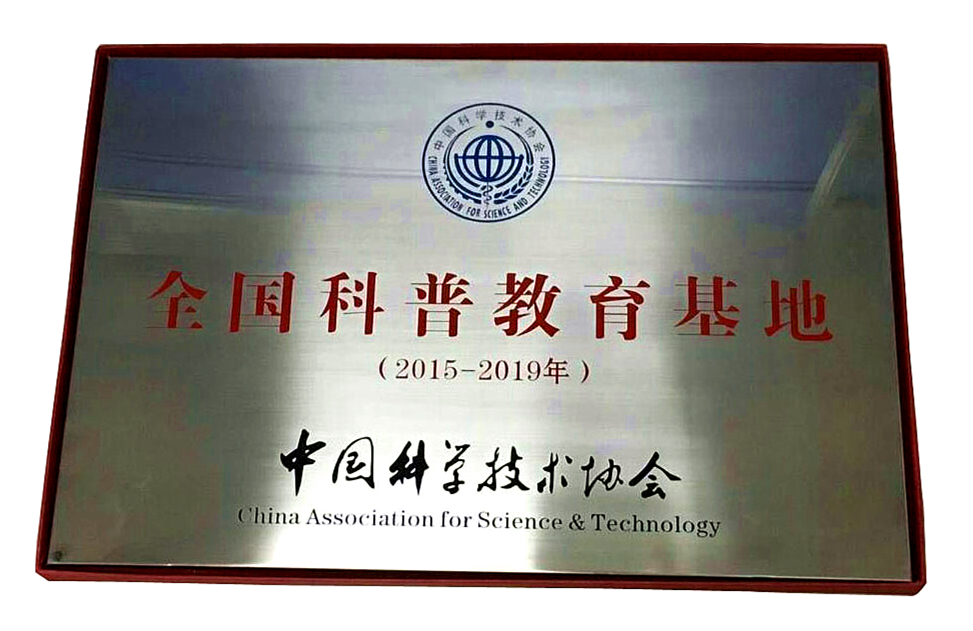 中国科学技术协会
CHINA ASSOCIATION FOR SCIENCE AND TECHNOLOGY
全国科普教育基地
(2015-2019年)
中国科学技术协会
China Association for Science & Technology